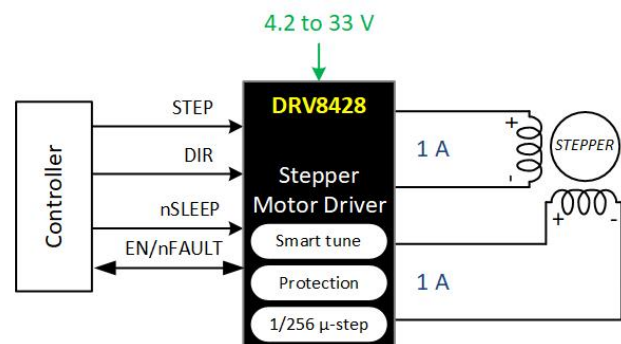 4.2 to 33 V
Controller
STEP
DIR
nSLEEP
EN/nFAULT
DRV8428
Stepper
Motor Driver
Smart tune
Protection
1/256 µ-step
1 A
+
-
STEPPER
+ -
1 A